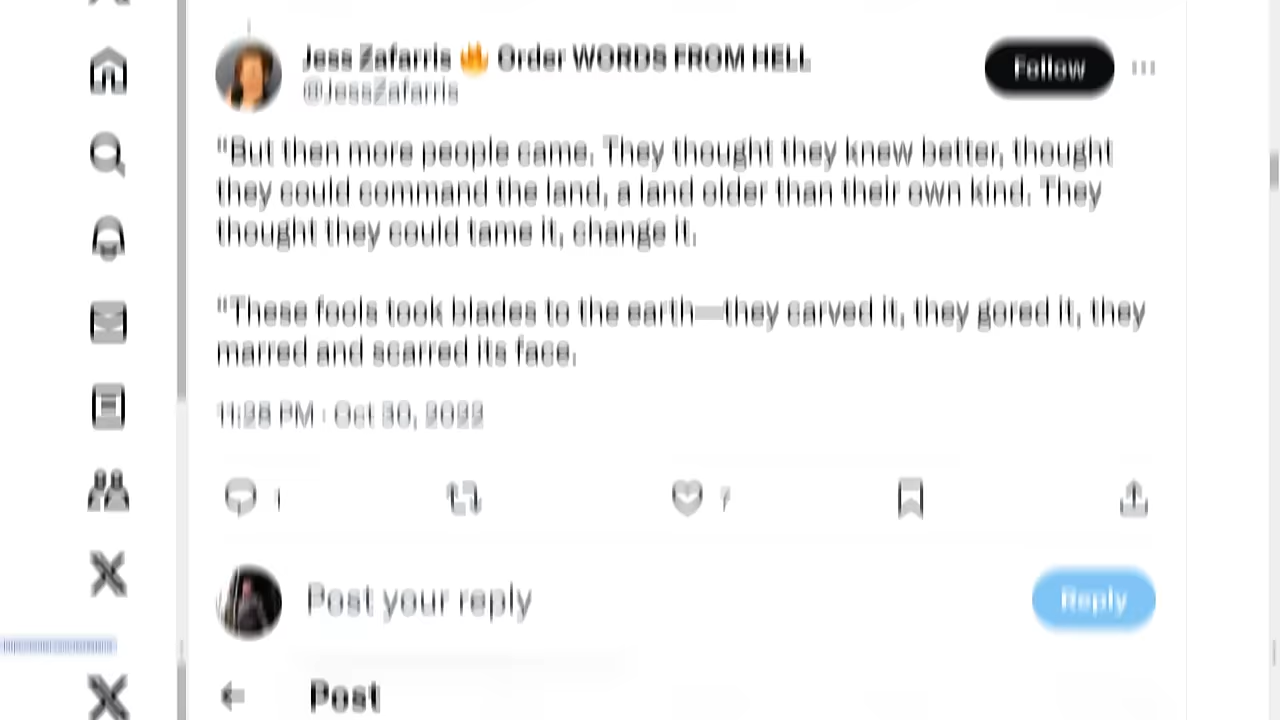 Jess Zafarris 🔥 Order WORDS FROM HELL
Follow
@JessZafarris
"But then more people came. They thought they knew better, thought
they could command the land, a land older than their own kind. They
thought they could tame it, change it.
"These fools took blades to the earth—they carved it, they gored it, they
marred and scarred its face.
11:28 PM · Oct 30, 2022
1
7
Post your reply
Reply
Post